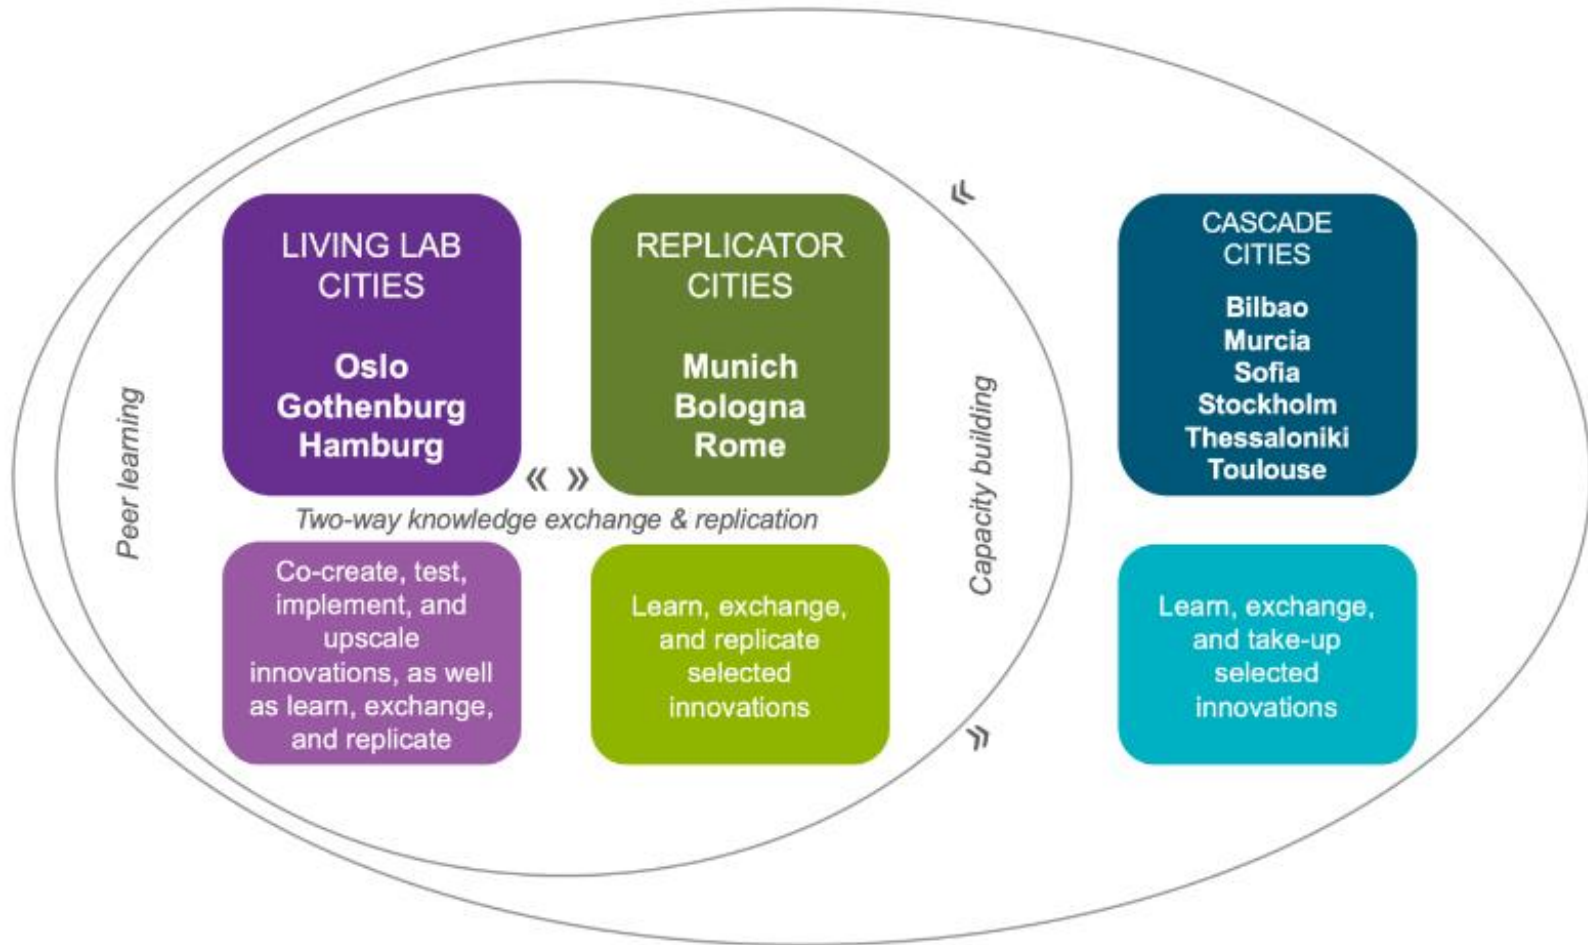 LIVING LAB
CITIES
Oslo
Gothenburg
Hamburg
REPLICATOR
CITIES
Munich
Bologna
Rome
CASCADE
CITIES
Bilbao
Murcia
Sofia
Stockholm
Thessaloniki
Toulouse
Peer learning
« »
Two-way knowledge exchange & replication
Capacity building
«
»
Co-create, test,
implement, and
upscale
innovations, as well
as learn, exchange,
and replicate
Learn, exchange,
and replicate
selected
innovations
Learn, exchange,
and take-up
selected
innovations